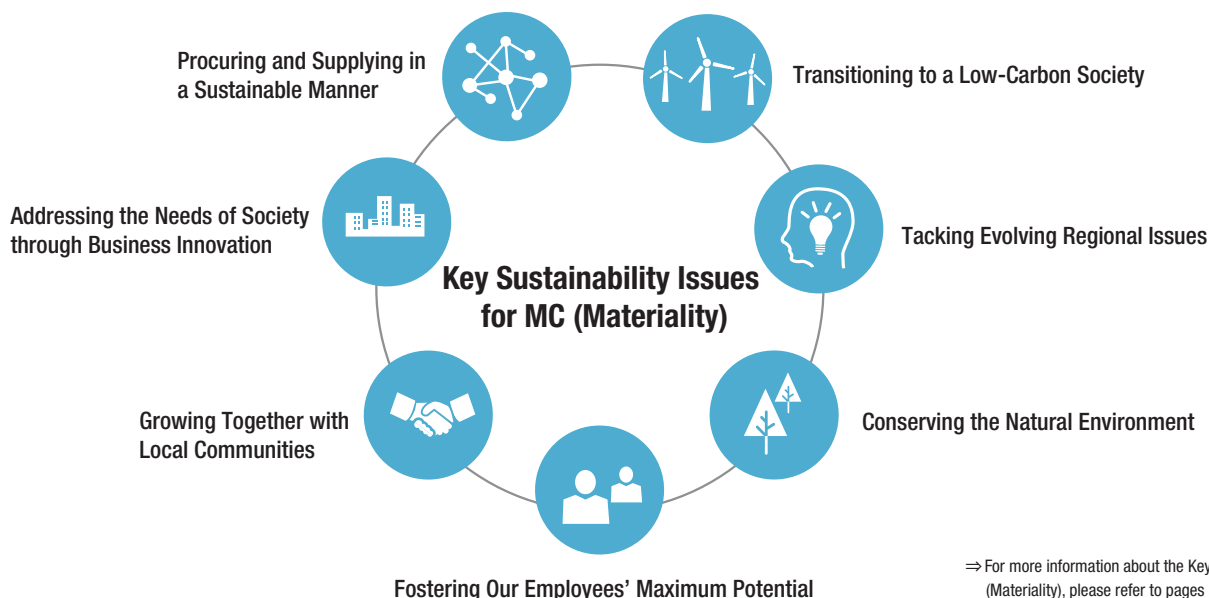 Procuring and Supplying in
a Sustainable Manner
Transitioning to a Low-Carbon Society
Addressing the Needs of Society
through Business Innovation
Tacking Evolving Regional Issues
Key Sustainability Issues
for MC (Materiality)
Growing Together with
Local Communities
Conserving the Natural Environment
Fostering Our Employees’ Maximum Potential
⇒ For more information about the Key
(Materiality), please refer to pages